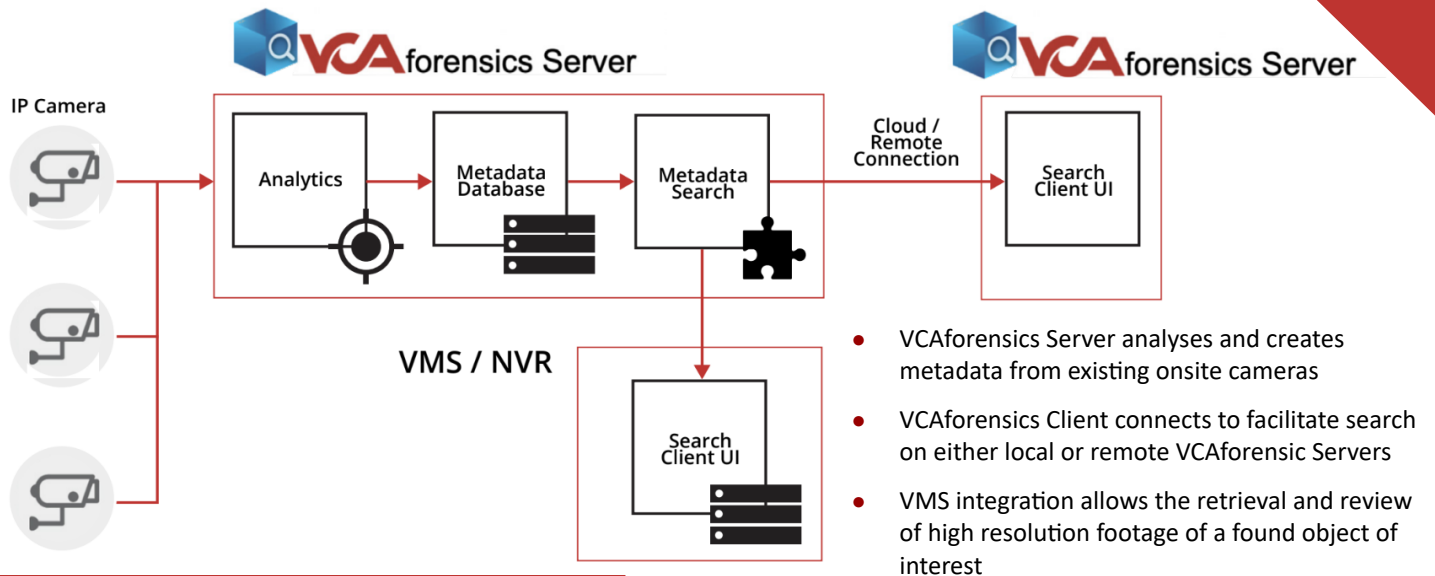 VCAforensics Server
VCAforensics Server
IP Camera
Analytics
Metadata
Database
Metadata
Search
Cloud /
Remote
Connection
Search
Client UI
VMS / NVR
Search
Client UI
● VCAforensics Server analyses and creates
metadata from existing onsite cameras
● VCAforensics Client connects to facilitate search
on either local or remote VCAforensic Servers
● VMS integration allows the retrieval and review
of high resolution footage of a found object of
interest